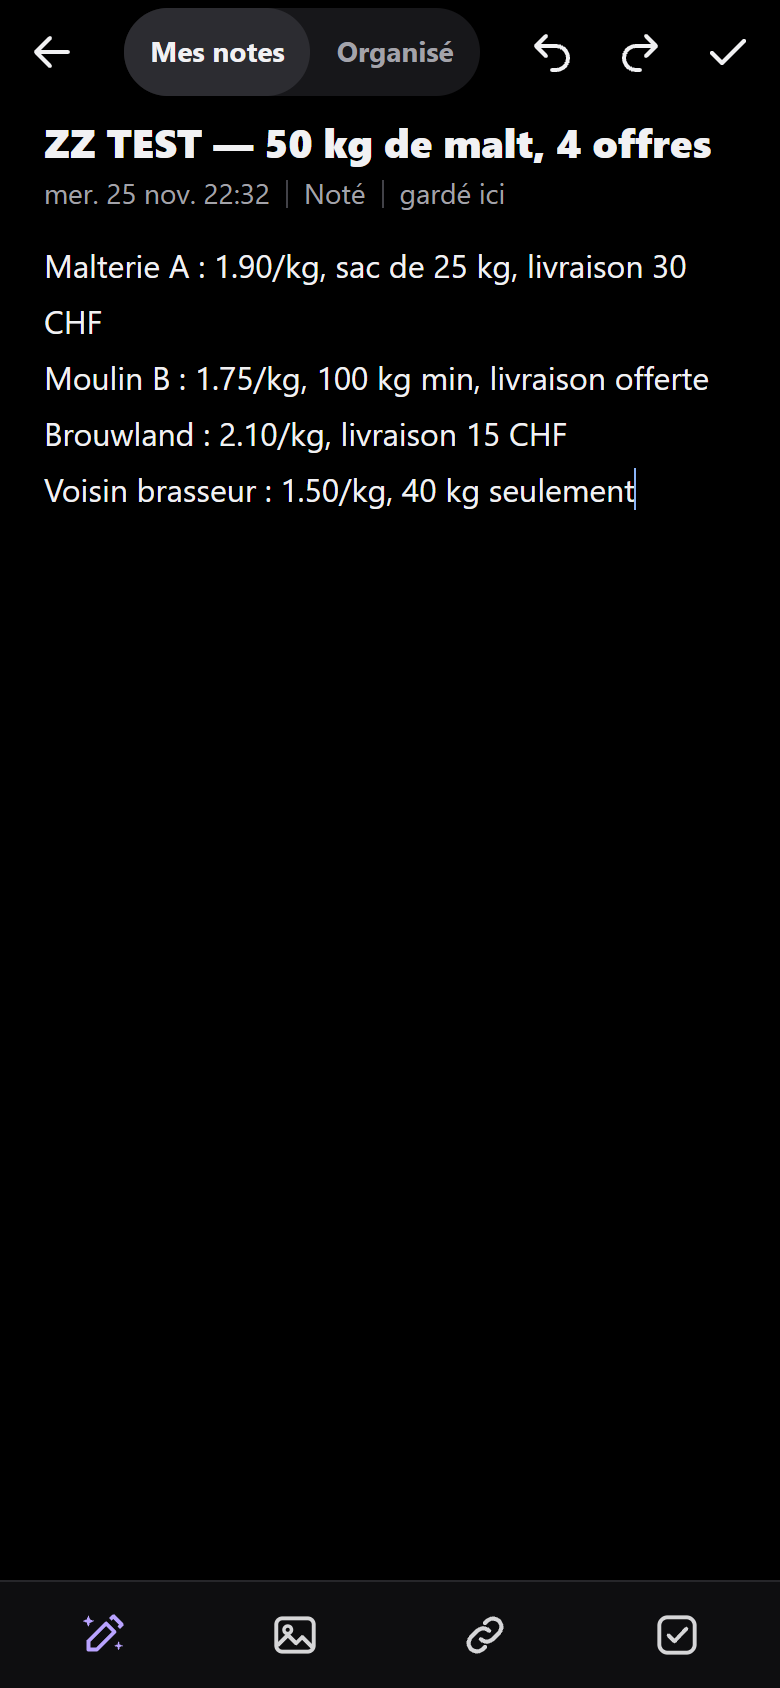 Mes notes
Organisé
ZZ TEST — 50 kg de malt, 4 offres
mer. 25 nov. 22:32 | Noté | gardé ici
Malterie A : 1.90/kg, sac de 25 kg, livraison 30
CHF
Moulin B : 1.75/kg, 100 kg min, livraison offerte
Brouwland : 2.10/kg, livraison 15 CHF
Voisin brasseur : 1.50/kg, 40 kg seulement